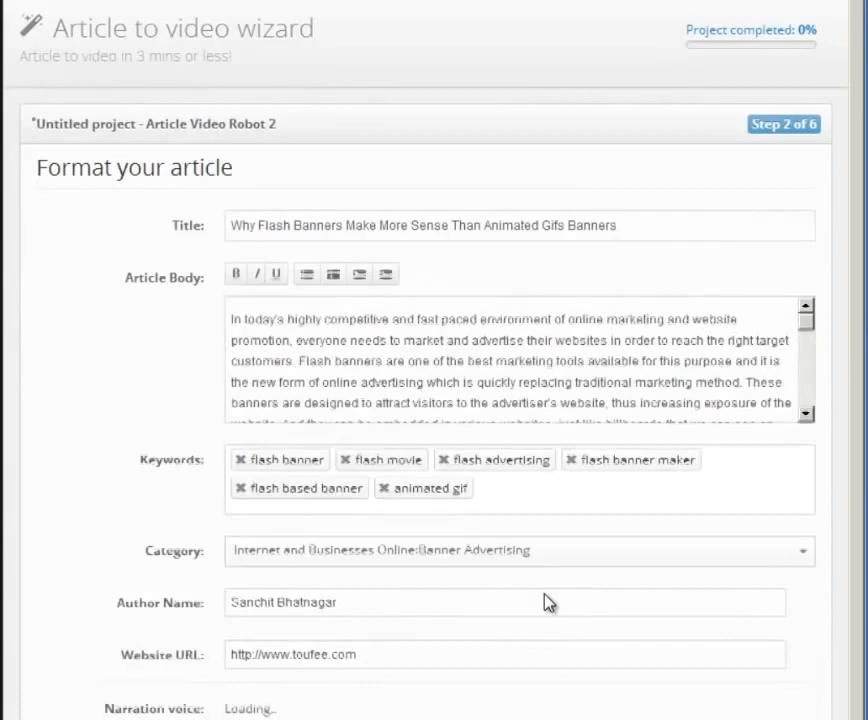 Article to video wizard
Article to video in 3 mins or less!
Project completed: 0%
*Untitled project - Article Video Robot 2
Step 2 of 6
Format your article
Title: Why Flash Banners Make More Sense Than Animated Gifs Banners
Article Body: B I U
In today's highly competitive and fast paced environment of online marketing and website
promotion, everyone needs to market and advertise their websites in order to reach the right target
customers. Flash banners are one of the best marketing tools available for this purpose and it is
the new form of online advertising which is quickly replacing traditional marketing method. These
banners are designed to attract visitors to the advertiser's website, thus increasing exposure of the
Keywords: flash banner flash movie flash advertising flash banner maker
flash based banner animated gif
Category: Internet and Businesses Online:Banner Advertising
Author Name: Sanchit Bhatnagar
Website URL: http://www.toufee.com
Narration voice: Loading..